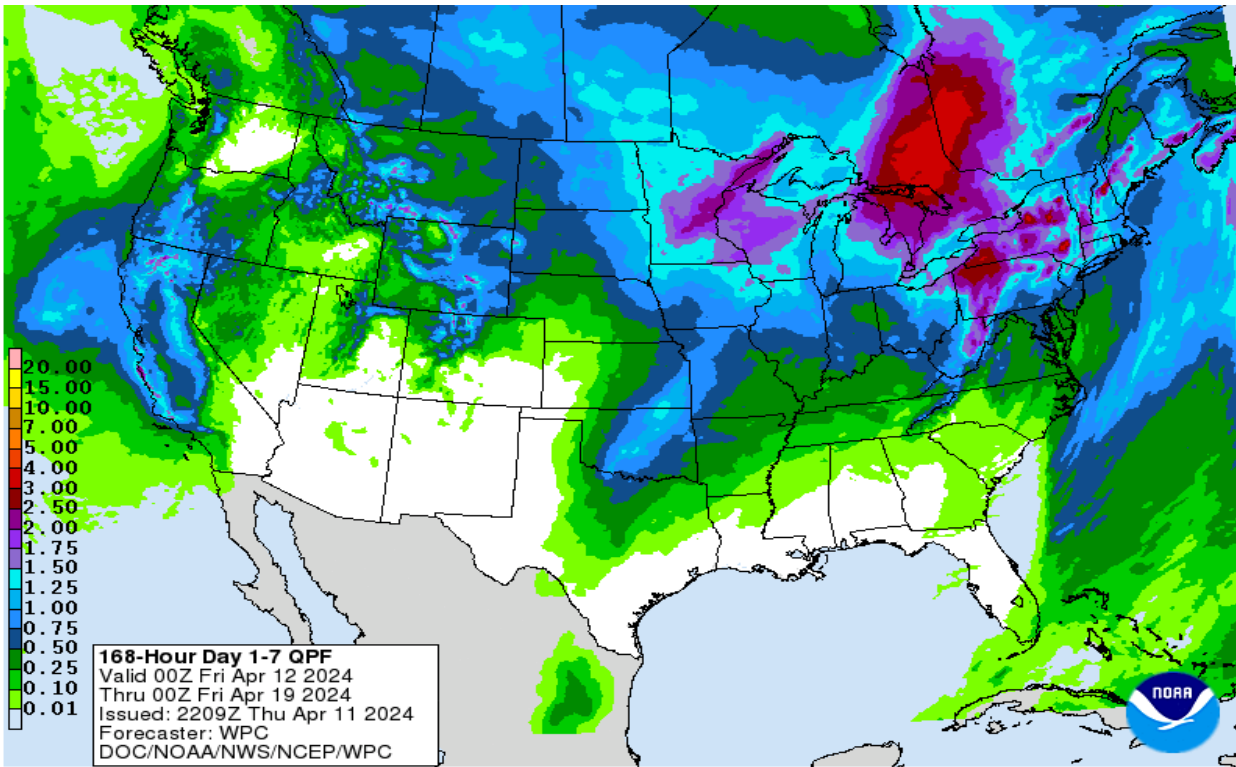 20.00
15.00
10.00
7.00
5.00
4.00
3.00
2.50
2.00
1.75
1.50
1.25
1.00
0.75
0.50
0.25
0.10
0.01
168-Hour Day 1-7 QPF
Valid 00Z Fri Apr 12 2024
Thru 00Z Fri Apr 19 2024
Issued: 2209Z Thu Apr 11 2024
Forecaster: WPC
DOC/NOAA/NWS/NCEP/WPC
NOAA